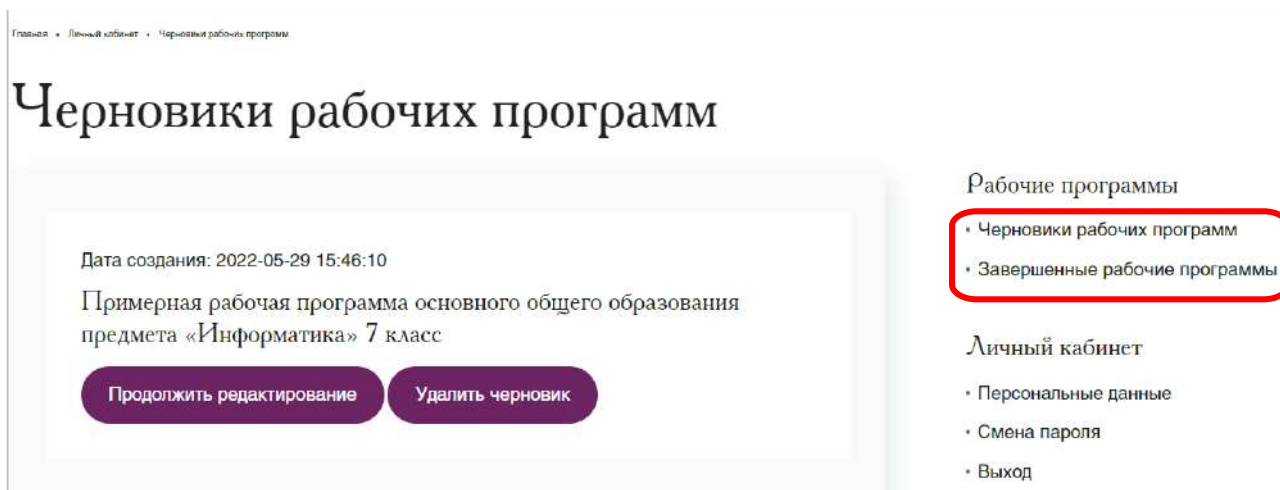 Главная • Личный кабинет • Черновики рабочих программ
Черновики рабочих программ
Дата создания: 2022-05-29 15:46:10
Примерная рабочая программа основного общего образования
предмета «Информатика» 7 класс
Продолжить редактирование
Удалить черновик
Рабочие программы
• Черновики рабочих программ
• Завершенные рабочие программы
Личный кабинет
• Персональные данные
• Смена пароля
• Выход